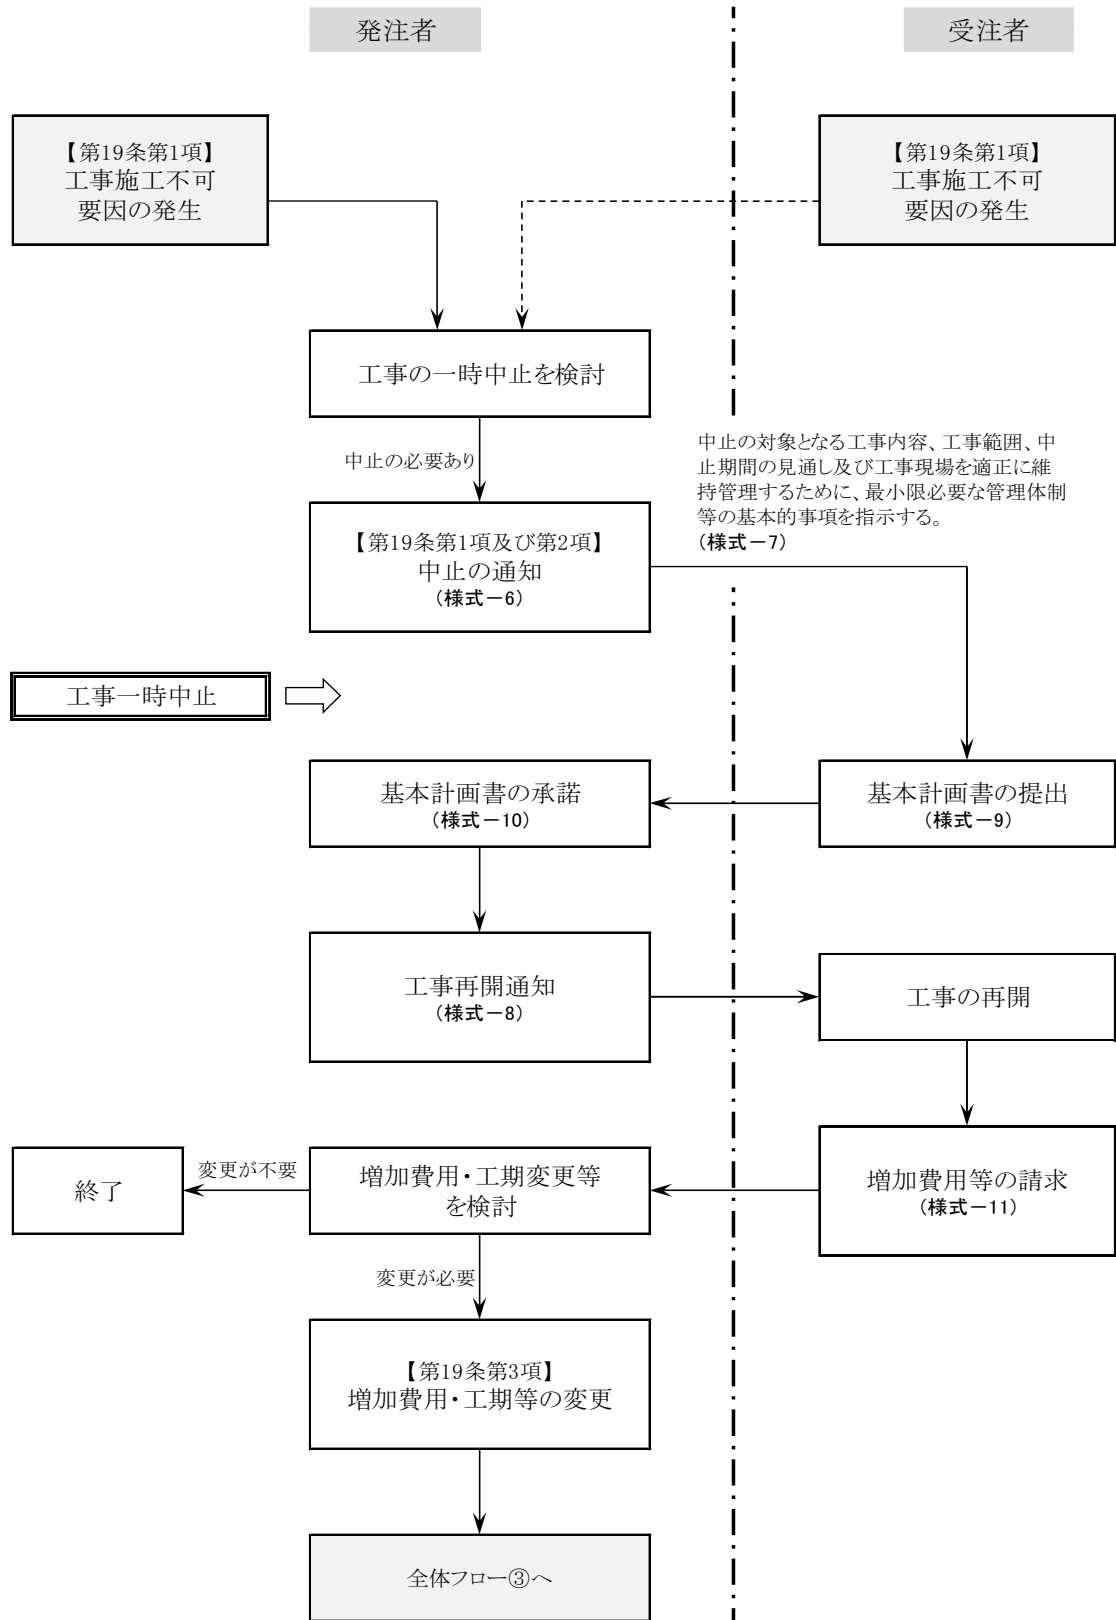 発注者
受注者
【第19条第1項】
工事施工不可
要因の発生
【第19条第1項】
工事施工不可
要因の発生
工事の一時中止を検討
中止の必要あり
中止の対象となる工事内容、工事範囲、中
止期間の見通し及び工事現場を適正に維
持管理するために、最小限必要な管理体制
等の基本的事項を指示する。
(様式－7)
【第19条第1項及び第2項】
中止の通知
(様式－6)
工事一時中止
基本計画書の承諾
(様式－10)
基本計画書の提出
(様式－9)
工事再開通知
(様式－8)
工事の再開
終了
変更が不要
増加費用・工期変更等
を検討
増加費用等の請求
(様式－11)
変更が必要
【第19条第3項】
増加費用・工期等の変更
全体フロー③へ